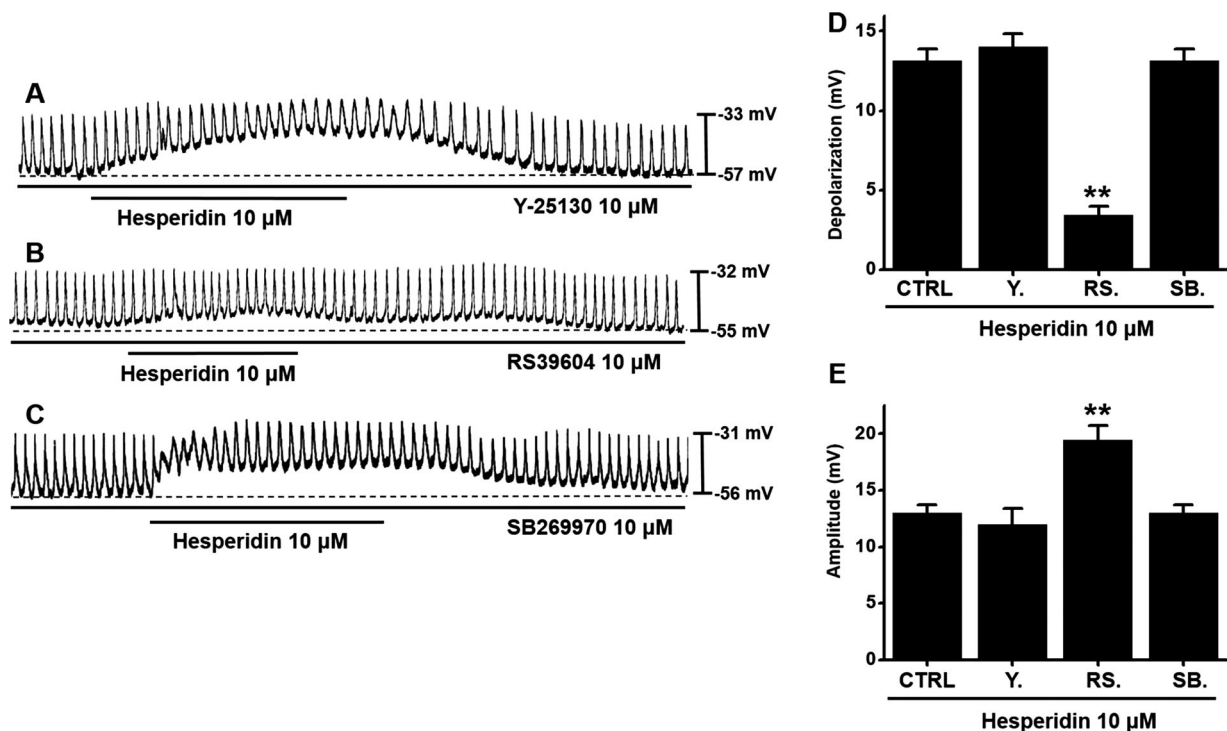 A
-33 mV
-57 mV
Hesperidin 10 µM
Y-25130 10 µM
B
-32 mV
-55 mV
Hesperidin 10 µM
RS39604 10 µM
C
-31 mV
-56 mV
Hesperidin 10 µM
SB269970 10 µM
D
Depolarization (mV)
15
10
5
0
**
CTRL Y. RS. SB.
Hesperidin 10 µM
E
Amplitude (mV)
20
15
10
5
0
**
CTRL Y. RS. SB.
Hesperidin 10 µM